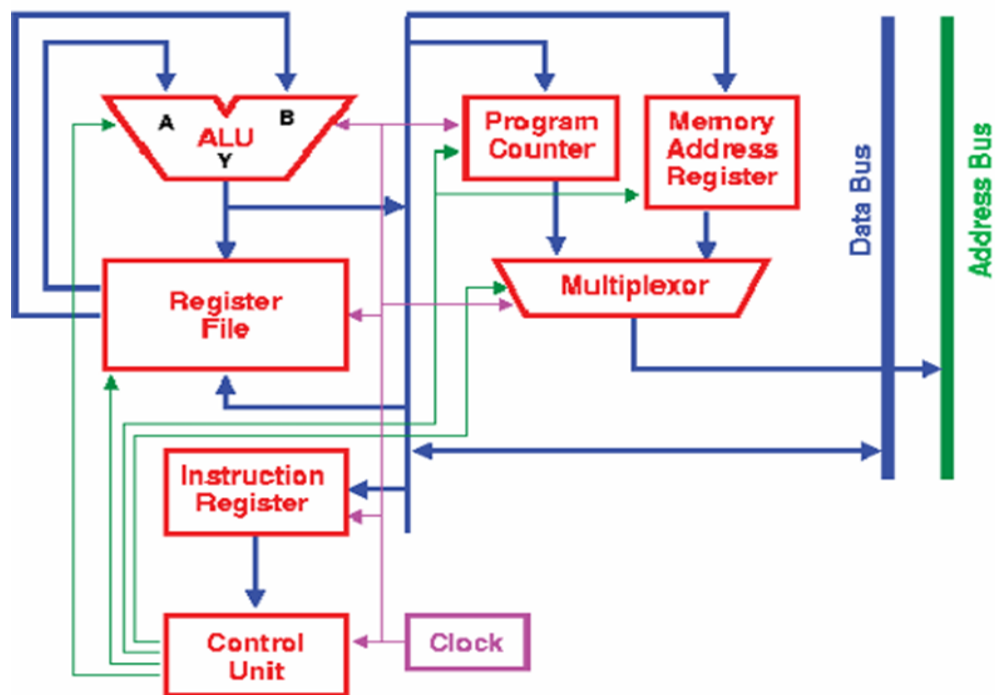 A
B
ALU
Y
Program
Counter
Memory
Address
Register
Data Bus
Address Bus
Register
File
Multiplexor
Instruction
Register
Control
Unit
Clock